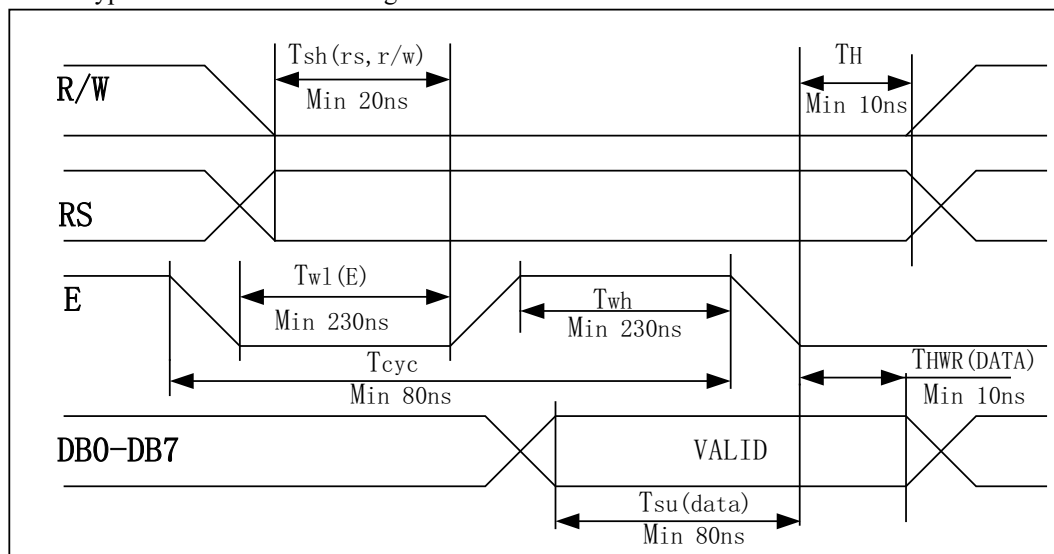 Tsh(rs,r/w)
TH
R/W
Min 20ns
Min 10ns
RS
Tw1(E)
E
Twh
Min 230ns
Min 230ns
Tcyc
THWR(DATA)
Min 80ns
Min 10ns
DB0-DB7
VALID
Tsu(data)
Min 80ns